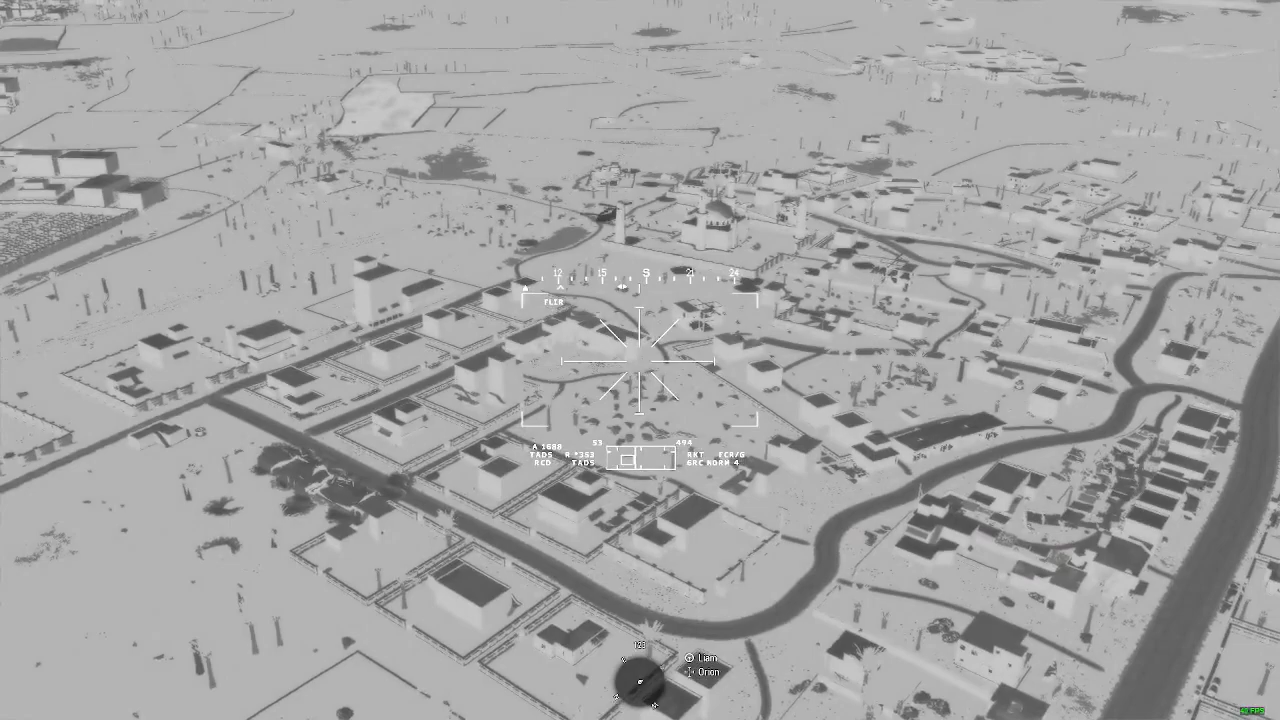 12 15 S 21 24
FLIR
53 494
A 1688
TADS R *353 RKT FCR/G
RCD TADS GRC NORM 4
123
Liam
Orion